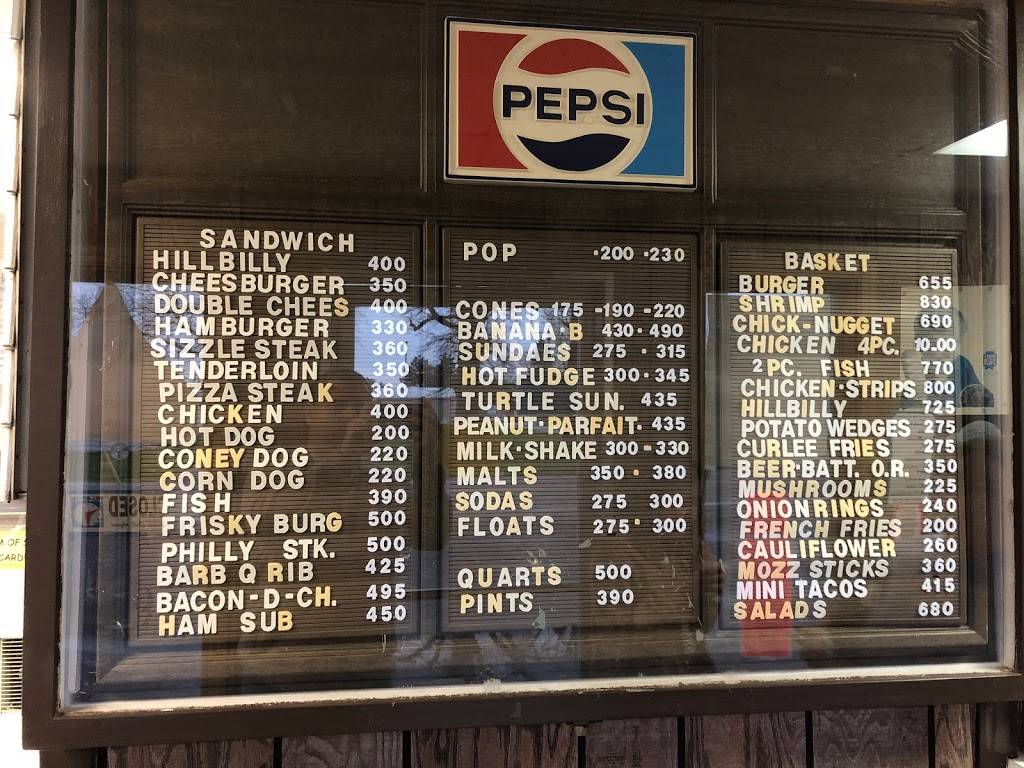 PEPSI
SANDWICH
HILLBILLY 400
CHEESBURGER 350
DOUBLE CHEES 400
HAMBURGER 330
SIZZLE STEAK 360
TENDERLOIN 350
PIZZA STEAK 360
CHICKEN 400
HOT DOG 200
CONEY DOG 220
CORN DOG 220
FISH 390
FRISKY BURG 500
PHILLY STK. 500
BARB Q RIB 425
BACON-D-CH. 495
HAM SUB 450
POP .200 .230
CONES 175 -190 -220
BANANA·B 430·490
SUNDAES 275 · 315
HOT FUDGE 300·345
TURTLE SUN. 435
PEANUT·PARFAIT· 435
MILK·SHAKE 300-330
MALTS 350· 380
SODAS 275 300
FLOATS 275· 300
QUARTS 500
PINTS 390
BASKET
BURGER 655
SHRIMP 830
CHICK-NUGGET 690
CHICKEN 4PC. 10.00
2 PC. FISH 770
CHICKEN·STRIPS 800
HILLBILLY 725
POTATO WEDGES 275
CURLEE FRIES 275
BEER·BATT. O.R. 350
MUSHROOMS 225
ONION RINGS 240
FRENCH FRIES 200
CAULIFLOWER 260
MOZZ STICKS 360
MINI TACOS 415
SALADS 680